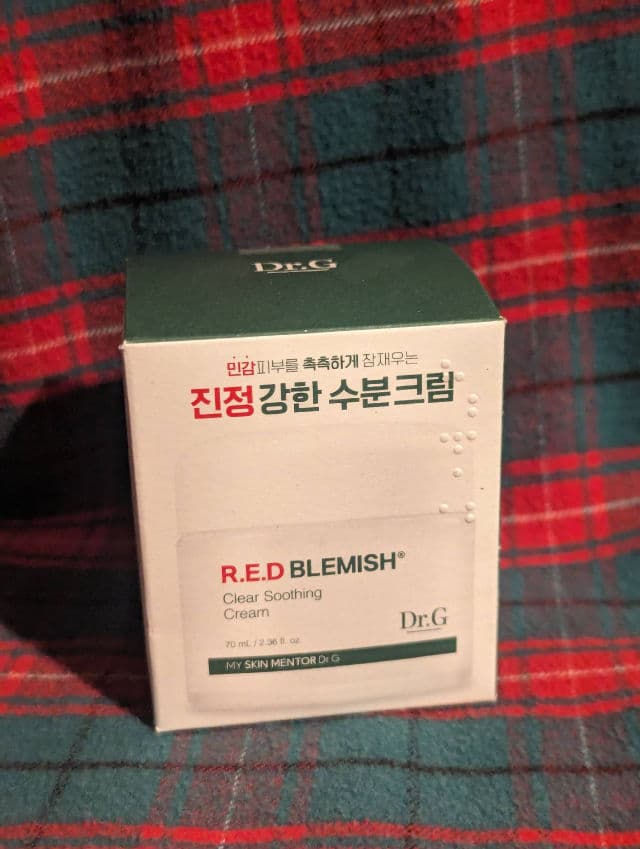 Dr.G
민감피부를 촉촉하게 잠재우는
진정 강한 수분크림
R.E.D BLEMISH®
Clear Soothing
Cream
Dr.G
70 mL / 2.36 fl. oz.
MY SKIN MENTOR Dr.G